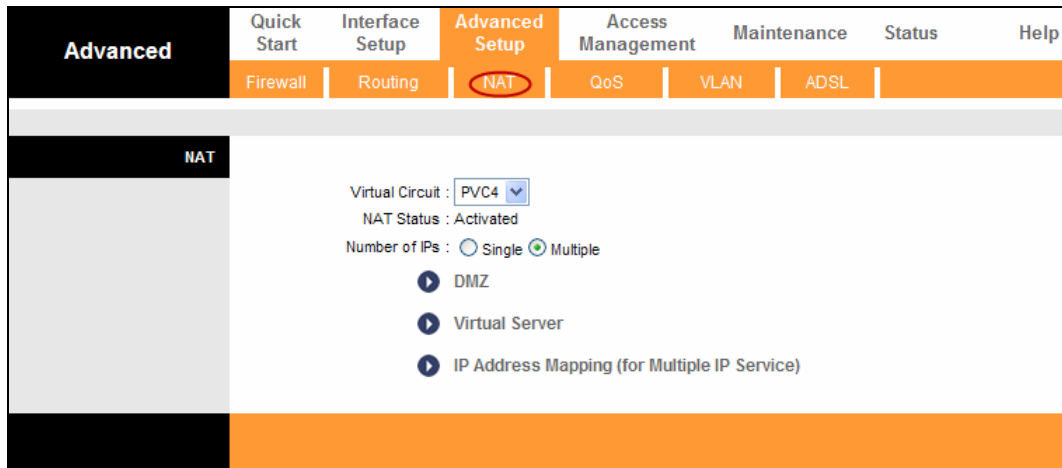 Advanced
Quick Start
Interface Setup
Advanced Setup
Access Management
Maintenance
Status
Help
Firewall
Routing
NAT
QoS
VLAN
ADSL
NAT
Virtual Circuit : PVC4
NAT Status : Activated
Number of IPs : Single Multiple
DMZ
Virtual Server
IP Address Mapping (for Multiple IP Service)